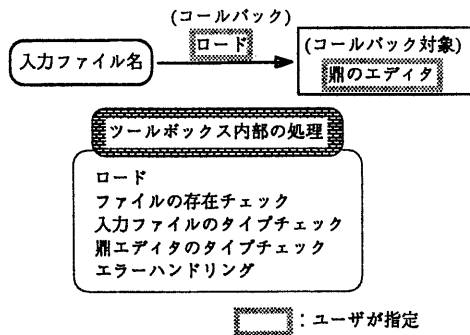 (コールバック)
ロード
入力ファイル名
(コールバック対象)
鼎のエディタ
ツールボックス内部の処理
ロード
ファイルの存在チェック
入力ファイルのタイプチェック
鼎エディタのタイプチェック
エラーハンドリング
：ユーザが指定